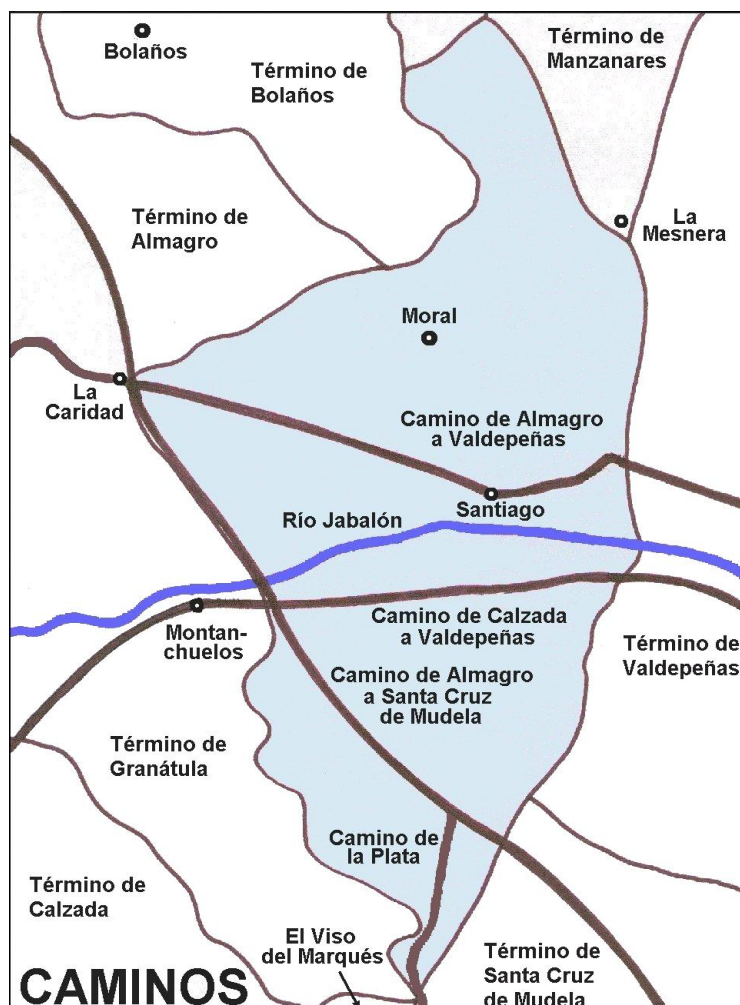 Bolaños
Término de
Bolaños
Término de
Manzanares
Término de
Almagro
La
Mesnera
Moral
La
Caridad
Camino de Almagro
a Valdepeñas
Santiago
Río Jabalón
Montan-
chuelos
Camino de Calzada
a Valdepeñas
Término de
Valdepeñas
Camino de Almagro
a Santa Cruz
de Mudela
Término de
Granátula
Camino de
la Plata
Término de
Calzada
El Viso
del Marqués
Término de
Santa Cruz
de Mudela
CAMINOS